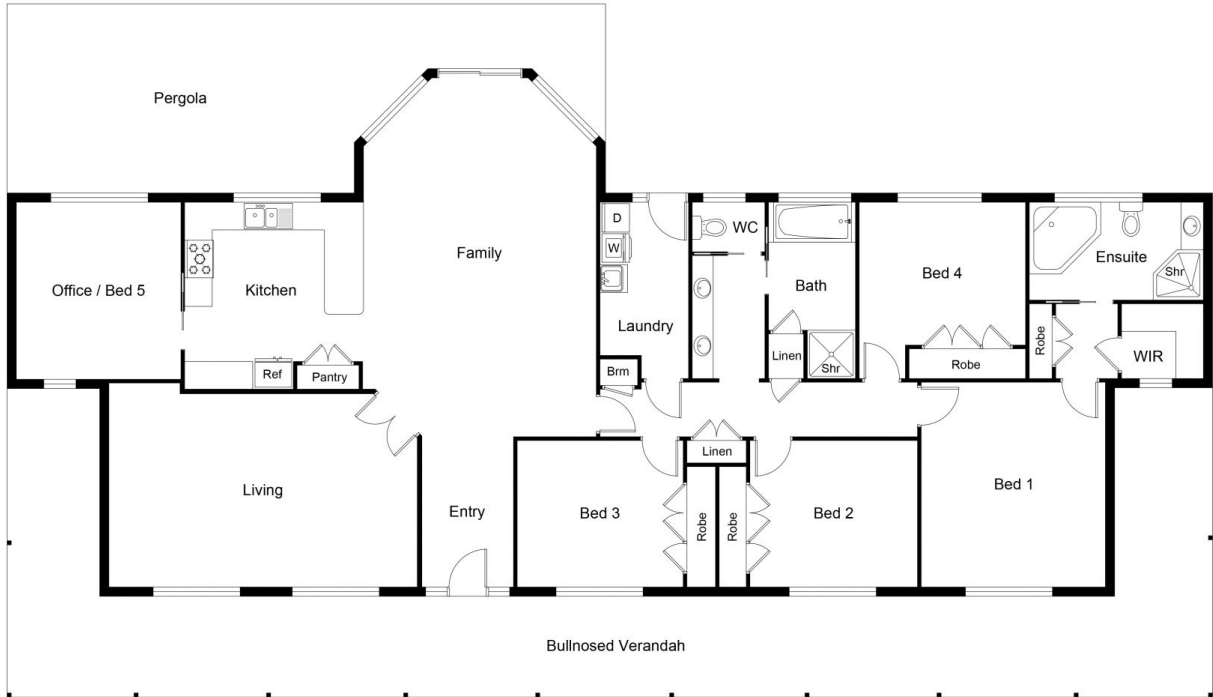 Pergola
Family
D
W
WC
Bath
Bed 4
Ensuite
Shr
Office / Bed 5
Kitchen
Laundry
Linen
Shr
Robe
Robe
WIR
Ref
Pantry
Brm
Living
Entry
Bed 3
Linen
Robe
Robe
Bed 2
Bed 1
Bullnosed Verandah